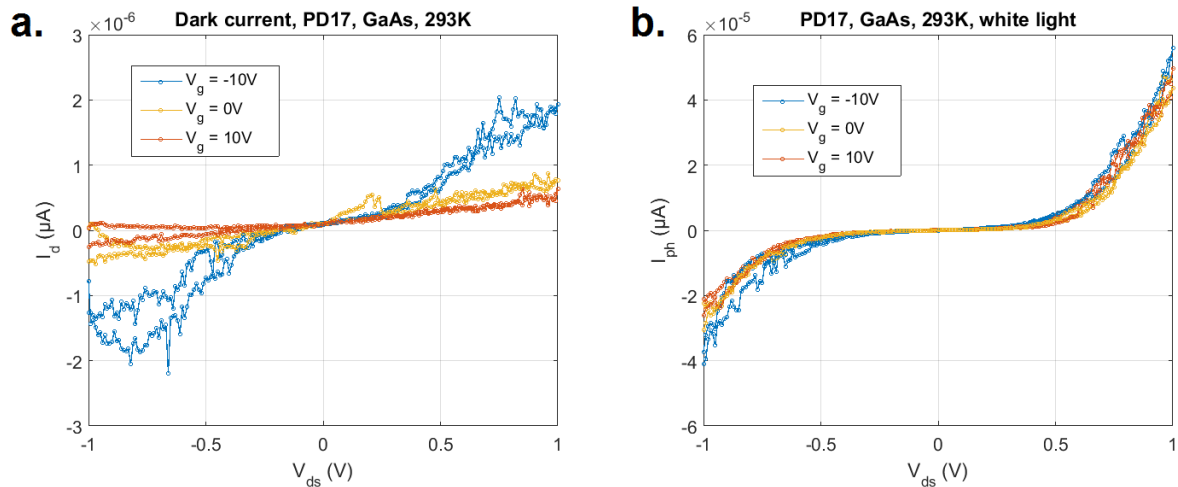 a.
Dark current, PD17, GaAs, 293K
×10⁻⁶
3
2
1
0
-1
-2
-3
I_d (µA)
V_g = -10V
V_g = 0V
V_g = 10V
-1
-0.5
0
0.5
1
V_ds (V)
b.
PD17, GaAs, 293K, white light
×10⁻⁵
6
4
2
0
-2
-4
-6
I_ph (µA)
V_g = -10V
V_g = 0V
V_g = 10V
-1
-0.5
0
0.5
1
V_ds (V)